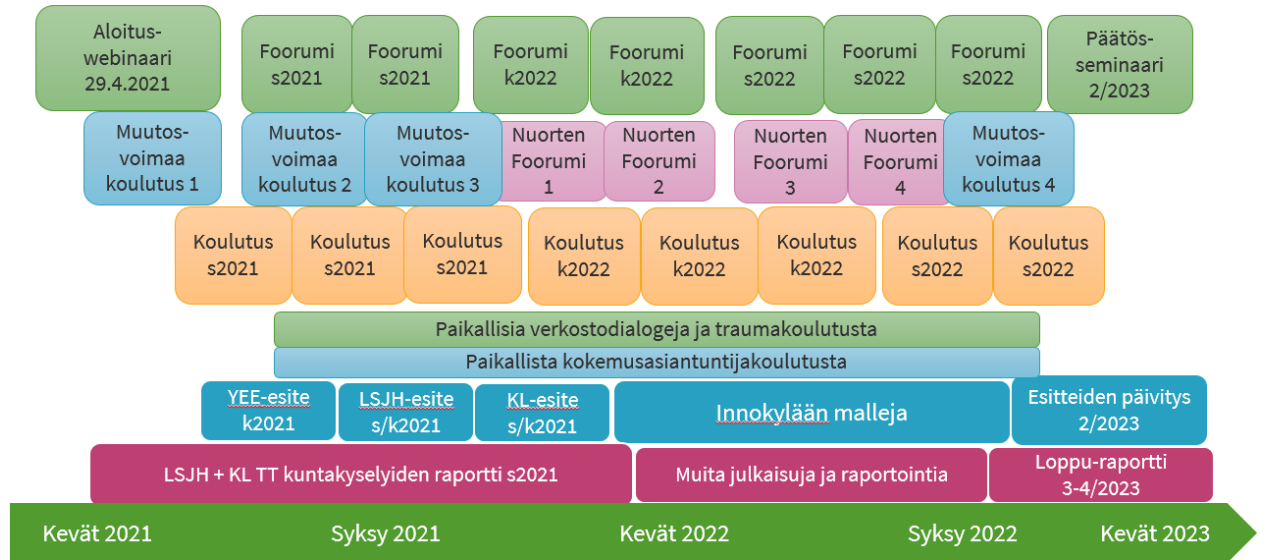 Aloitus-
webinaari
29.4.2021
Foorumi
s2021
Foorumi
s2021
Foorumi
k2022
Foorumi
k2022
Foorumi
s2022
Foorumi
s2022
Foorumi
s2022
Päätös-
seminaari
2/2023
Muutos-
voimaa
koulutus 1
Muutos-
voimaa
koulutus 2
Muutos-
voimaa
koulutus 3
Nuorten
Foorumi
1
Nuorten
Foorumi
2
Nuorten
Foorumi
3
Nuorten
Foorumi
4
Muutos-
voimaa
koulutus 4
Koulutus
s2021
Koulutus
s2021
Koulutus
s2021
Koulutus
k2022
Koulutus
k2022
Koulutus
k2022
Koulutus
s2022
Koulutus
s2022
Paikallisia verkostodialogeja ja traumakoulutusta
Paikallista kokemusasiantuntijakoulutusta
YEE-esite
k2021
LSJH-esite
s/k2021
KL-esite
s/k2021
Innokylään malleja
Esitteiden päivitys
2/2023
LSJH + KL TT kuntakyselyiden raportti s2021
Muita julkaisuja ja raportointia
Loppu-raportti
3-4/2023
Kevät 2021
Syksy 2021
Kevät 2022
Syksy 2022
Kevät 2023